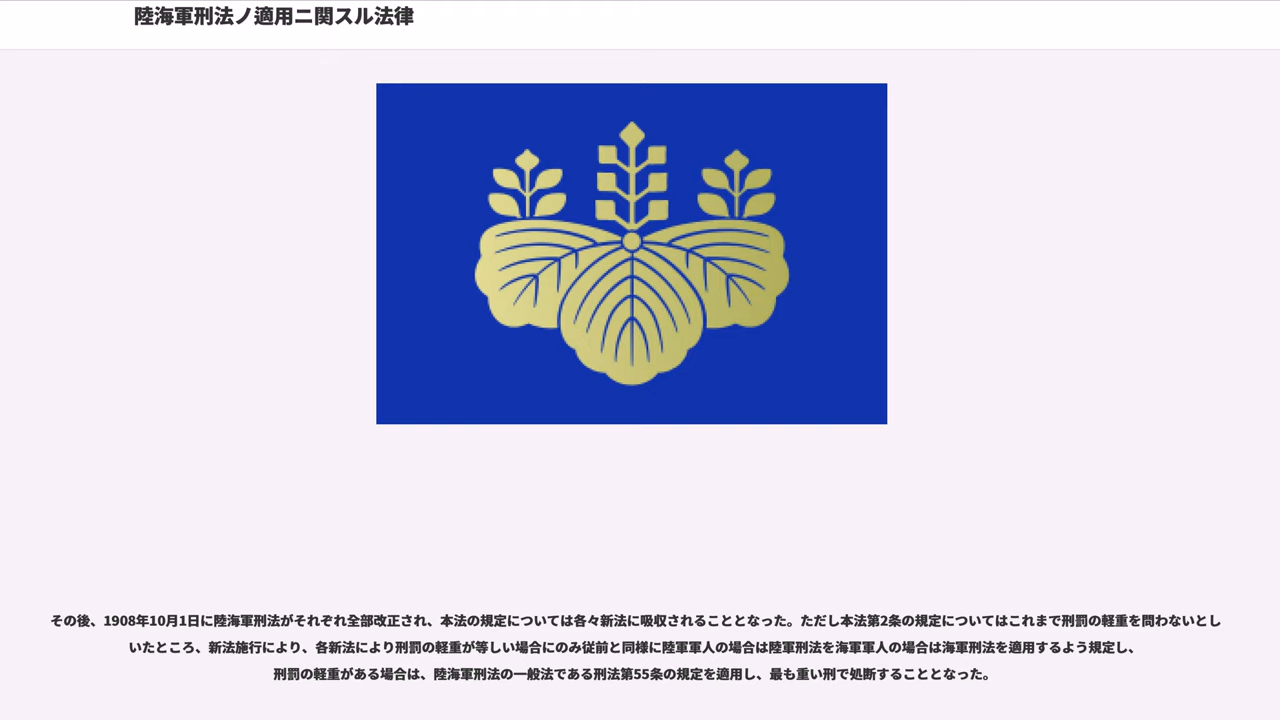 陸海軍刑法ノ適用ニ関スル法律
その後、1908年10月1日に陸海軍刑法がそれぞれ全部改正され、本法の規定については各々新法に吸収されることとなった。ただし本法第2条の規定についてはこれまで刑罰の軽重を問わないとし
いたところ、新法施行により、各新法により刑罰の軽重が等しい場合にのみ従前と同様に陸軍軍人の場合は陸軍刑法を海軍軍人の場合は海軍刑法を適用するよう規定し、
刑罰の軽重がある場合は、陸海軍刑法の一般法である刑法第55条の規定を適用し、最も重い刑で処断することとなった。